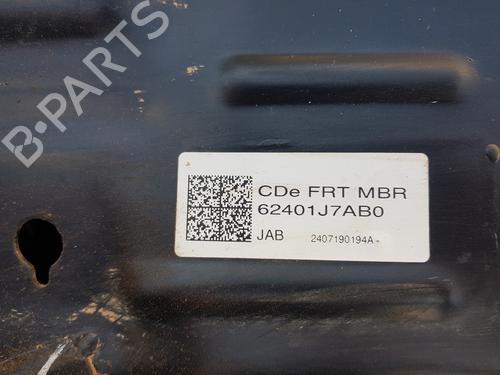 B-PARTS
CDe FRT MBR
62401J7AB0
JAB 2407190194A-